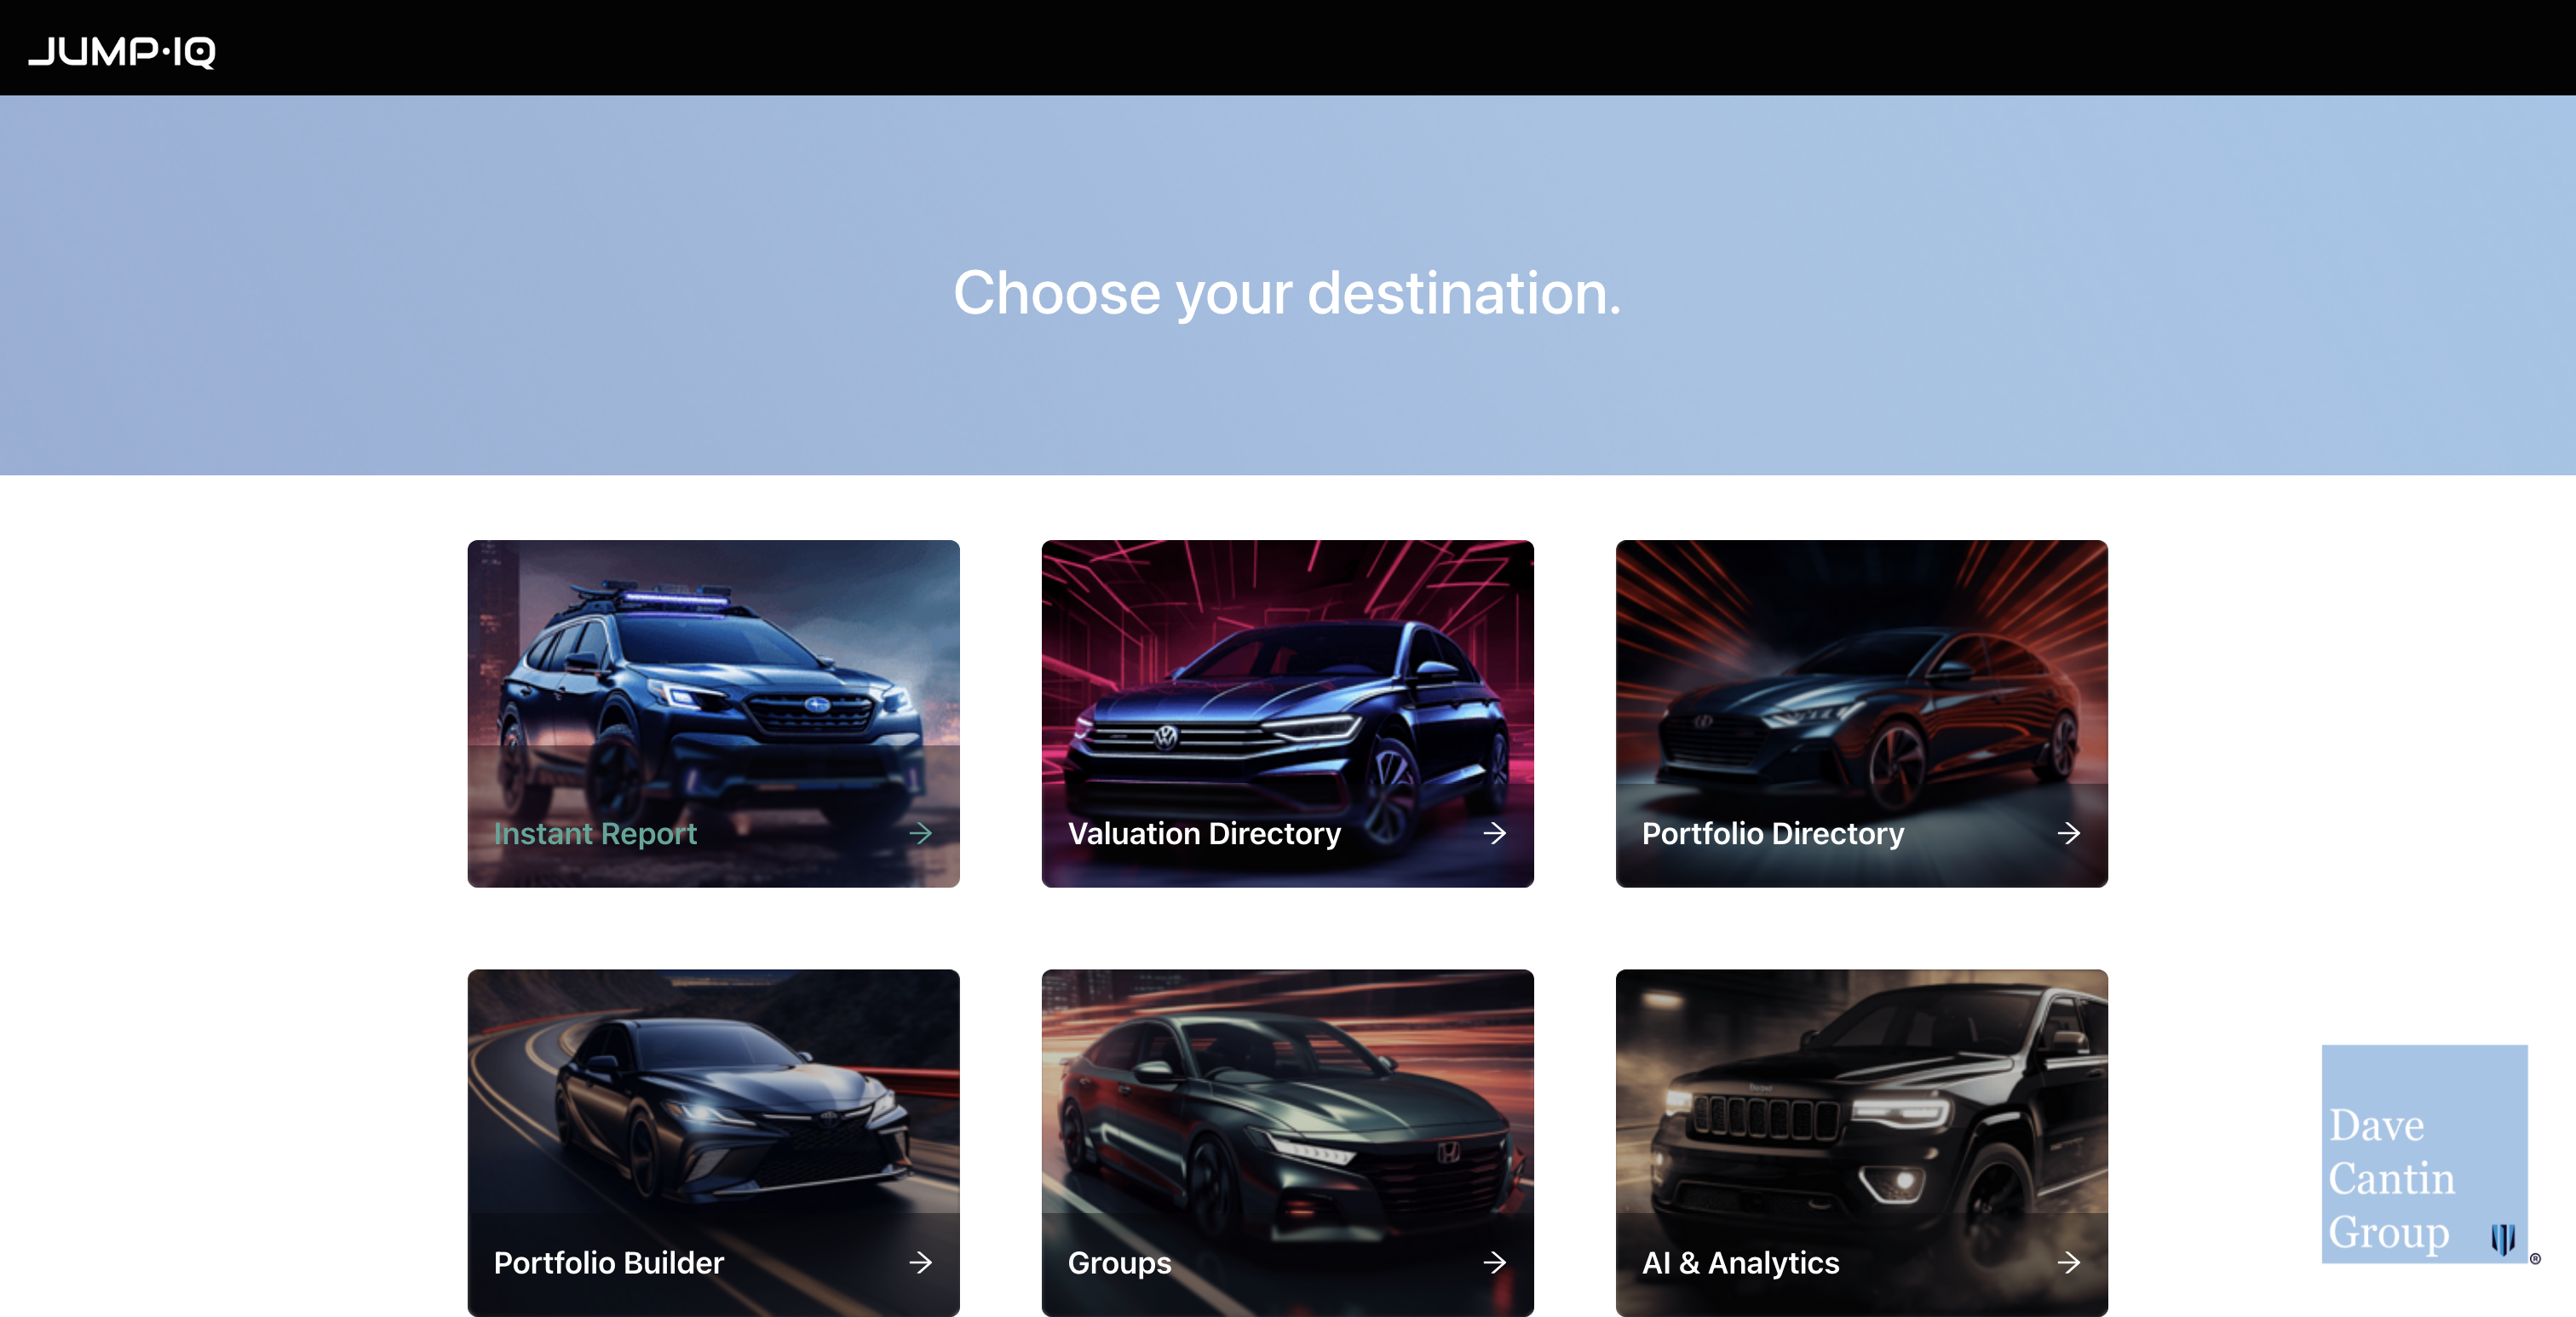 JUMP·IQ
Choose your destination.
Instant Report
Valuation Directory
Portfolio Directory
Portfolio Builder
Groups
AI & Analytics
Dave
Cantin
Group
®